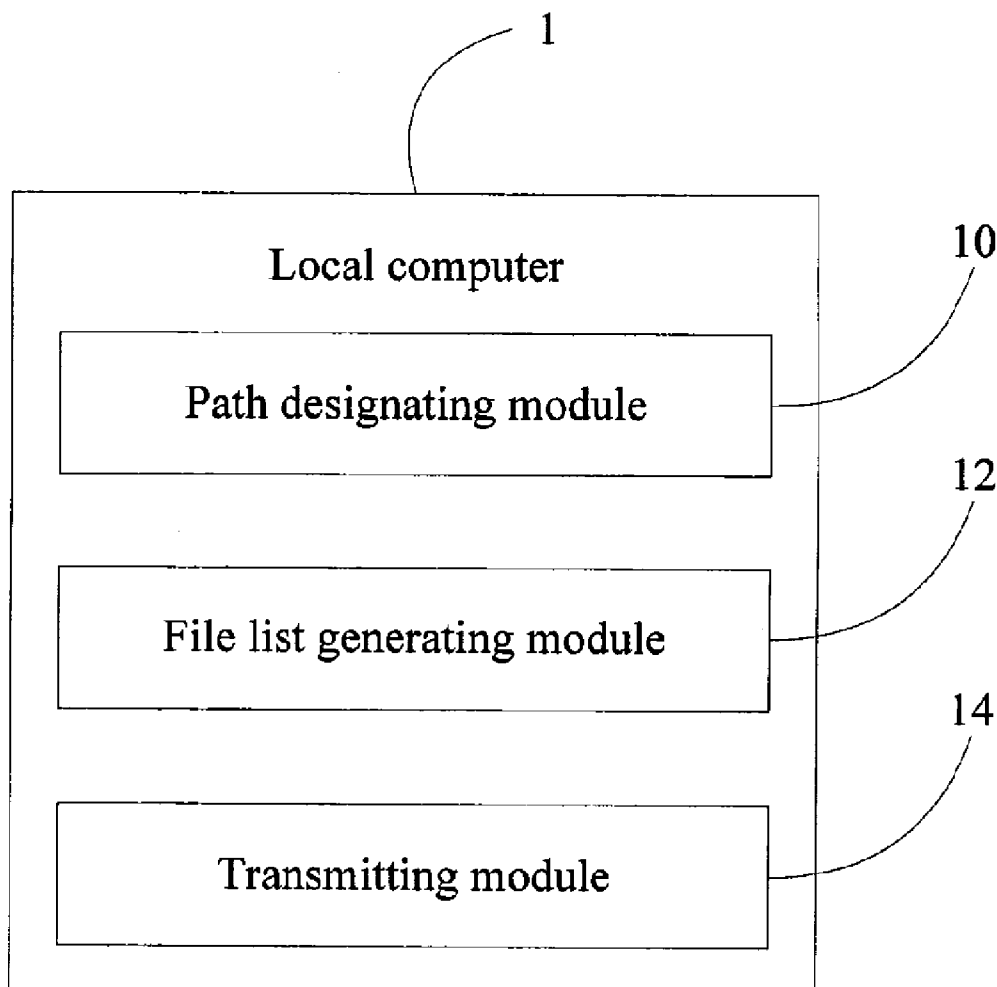 1
Local computer
10
Path designating module
12
File list generating module
14
Transmitting module